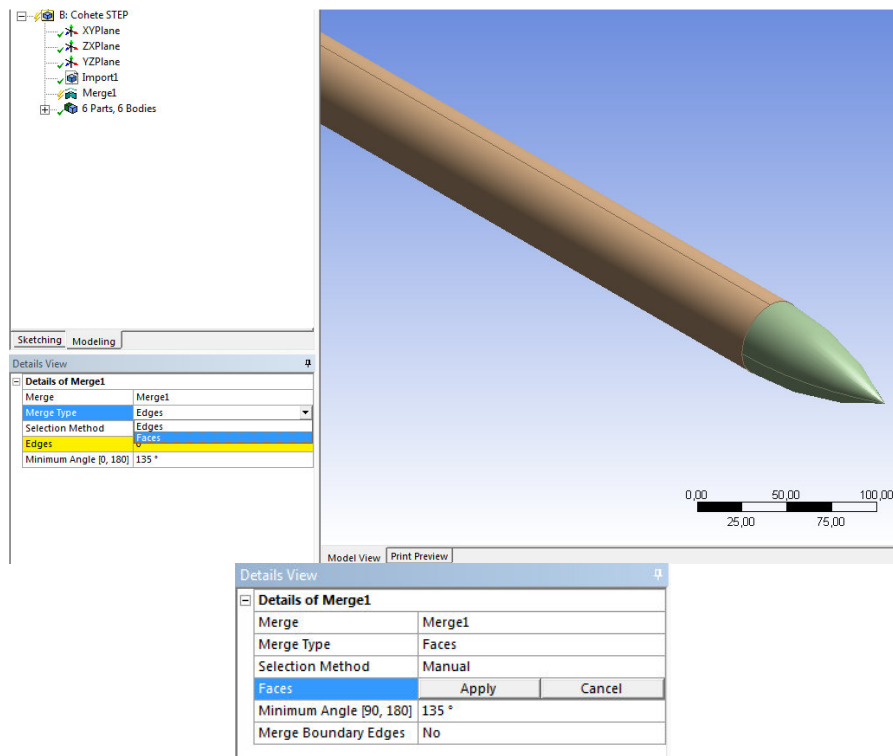 B: Cohete STEP
XYPlane
ZXPlane
YZPlane
Import1
Merge1
6 Parts, 6 Bodies
Sketching Modeling
Details View
Details of Merge1
Merge Merge1
Merge Type Edges
Selection Method Edges
Faces
Edges
Minimum Angle [0, 180] 135 °
0,00 50,00 100,00
25,00 75,00
Model View Print Preview
Details View
Details of Merge1
Merge Merge1
Merge Type Faces
Selection Method Manual
Faces Apply Cancel
Minimum Angle [90, 180] 135 °
Merge Boundary Edges No